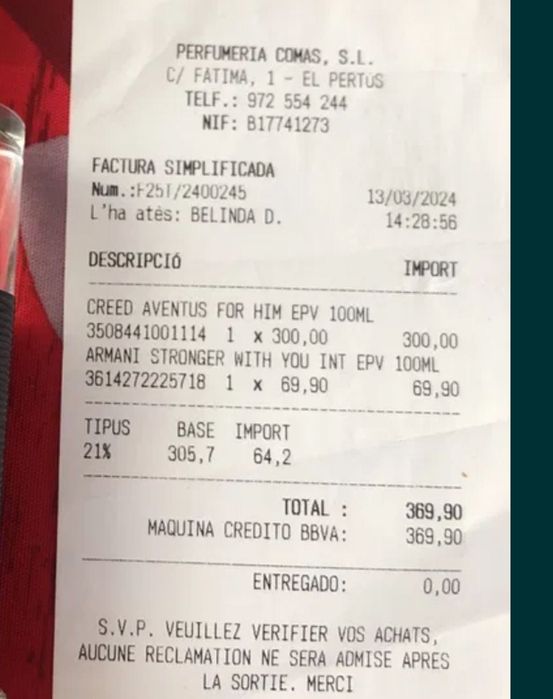 PERFUMERIA COMAS, S.L.
C/ FATIMA, 1 - EL PERTUS
TELF.: 972 554 244
NIF: B17741273
FACTURA SIMPLIFICADA
Num.:F25T/2400245 13/03/2024
L'ha atés: BELINDA D. 14:28:56
DESCRIPCIÓ IMPORT
CREED AVENTUS FOR HIM EPV 100ML
3508441001114 1 x 300,00 300,00
ARMANI STRONGER WITH YOU INT EPV 100ML
3614272225718 1 x 69,90 69,90
TIPUS BASE IMPORT
21% 305,7 64,2
TOTAL : 369,90
MAQUINA CREDITO BBVA: 369,90
ENTREGADO: 0,00
S.V.P. VEUILLEZ VERIFIER VOS ACHATS,
AUCUNE RECLAMATION NE SERA ADMISE APRES
LA SORTIE. MERCI